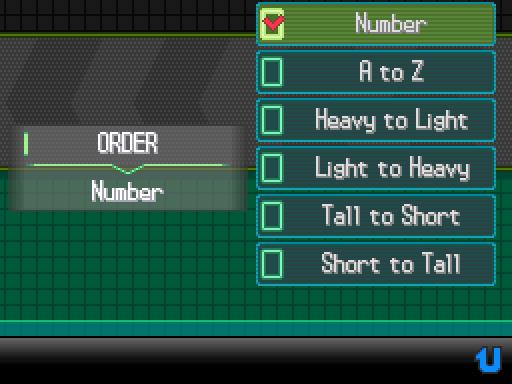 ORDER
Number
Number
A to Z
Heavy to Light
Light to Heavy
Tall to Short
Short to Tall